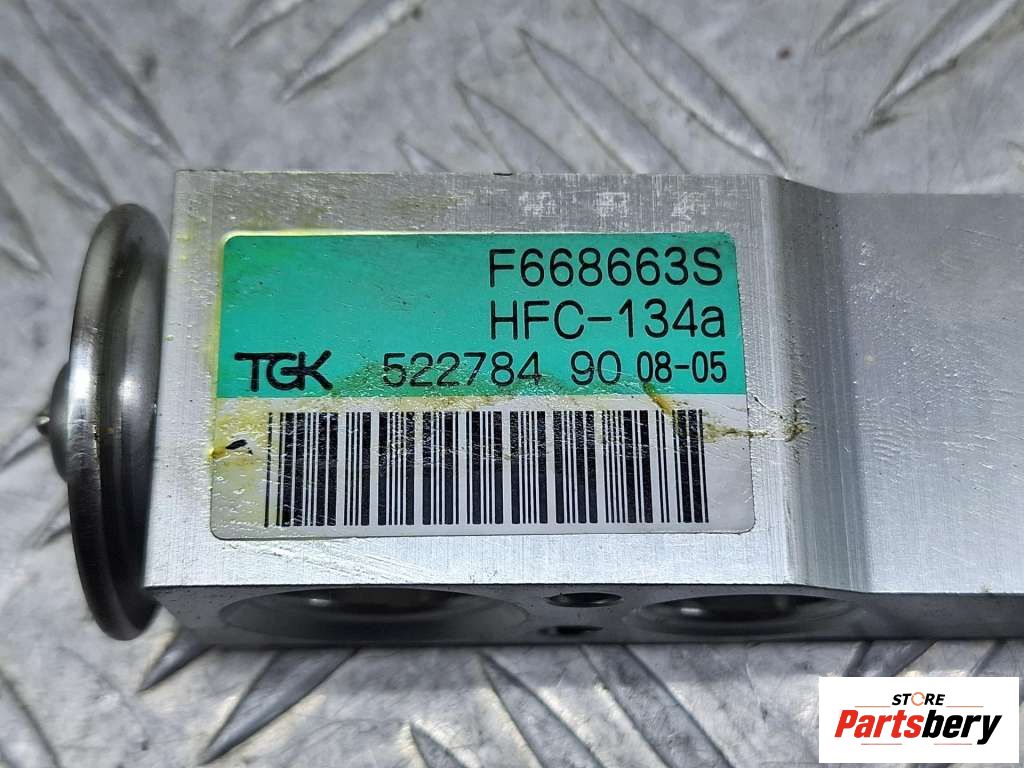 F668663S
HFC-134a
TGK 522784 90 08-05
STORE
Partsbery